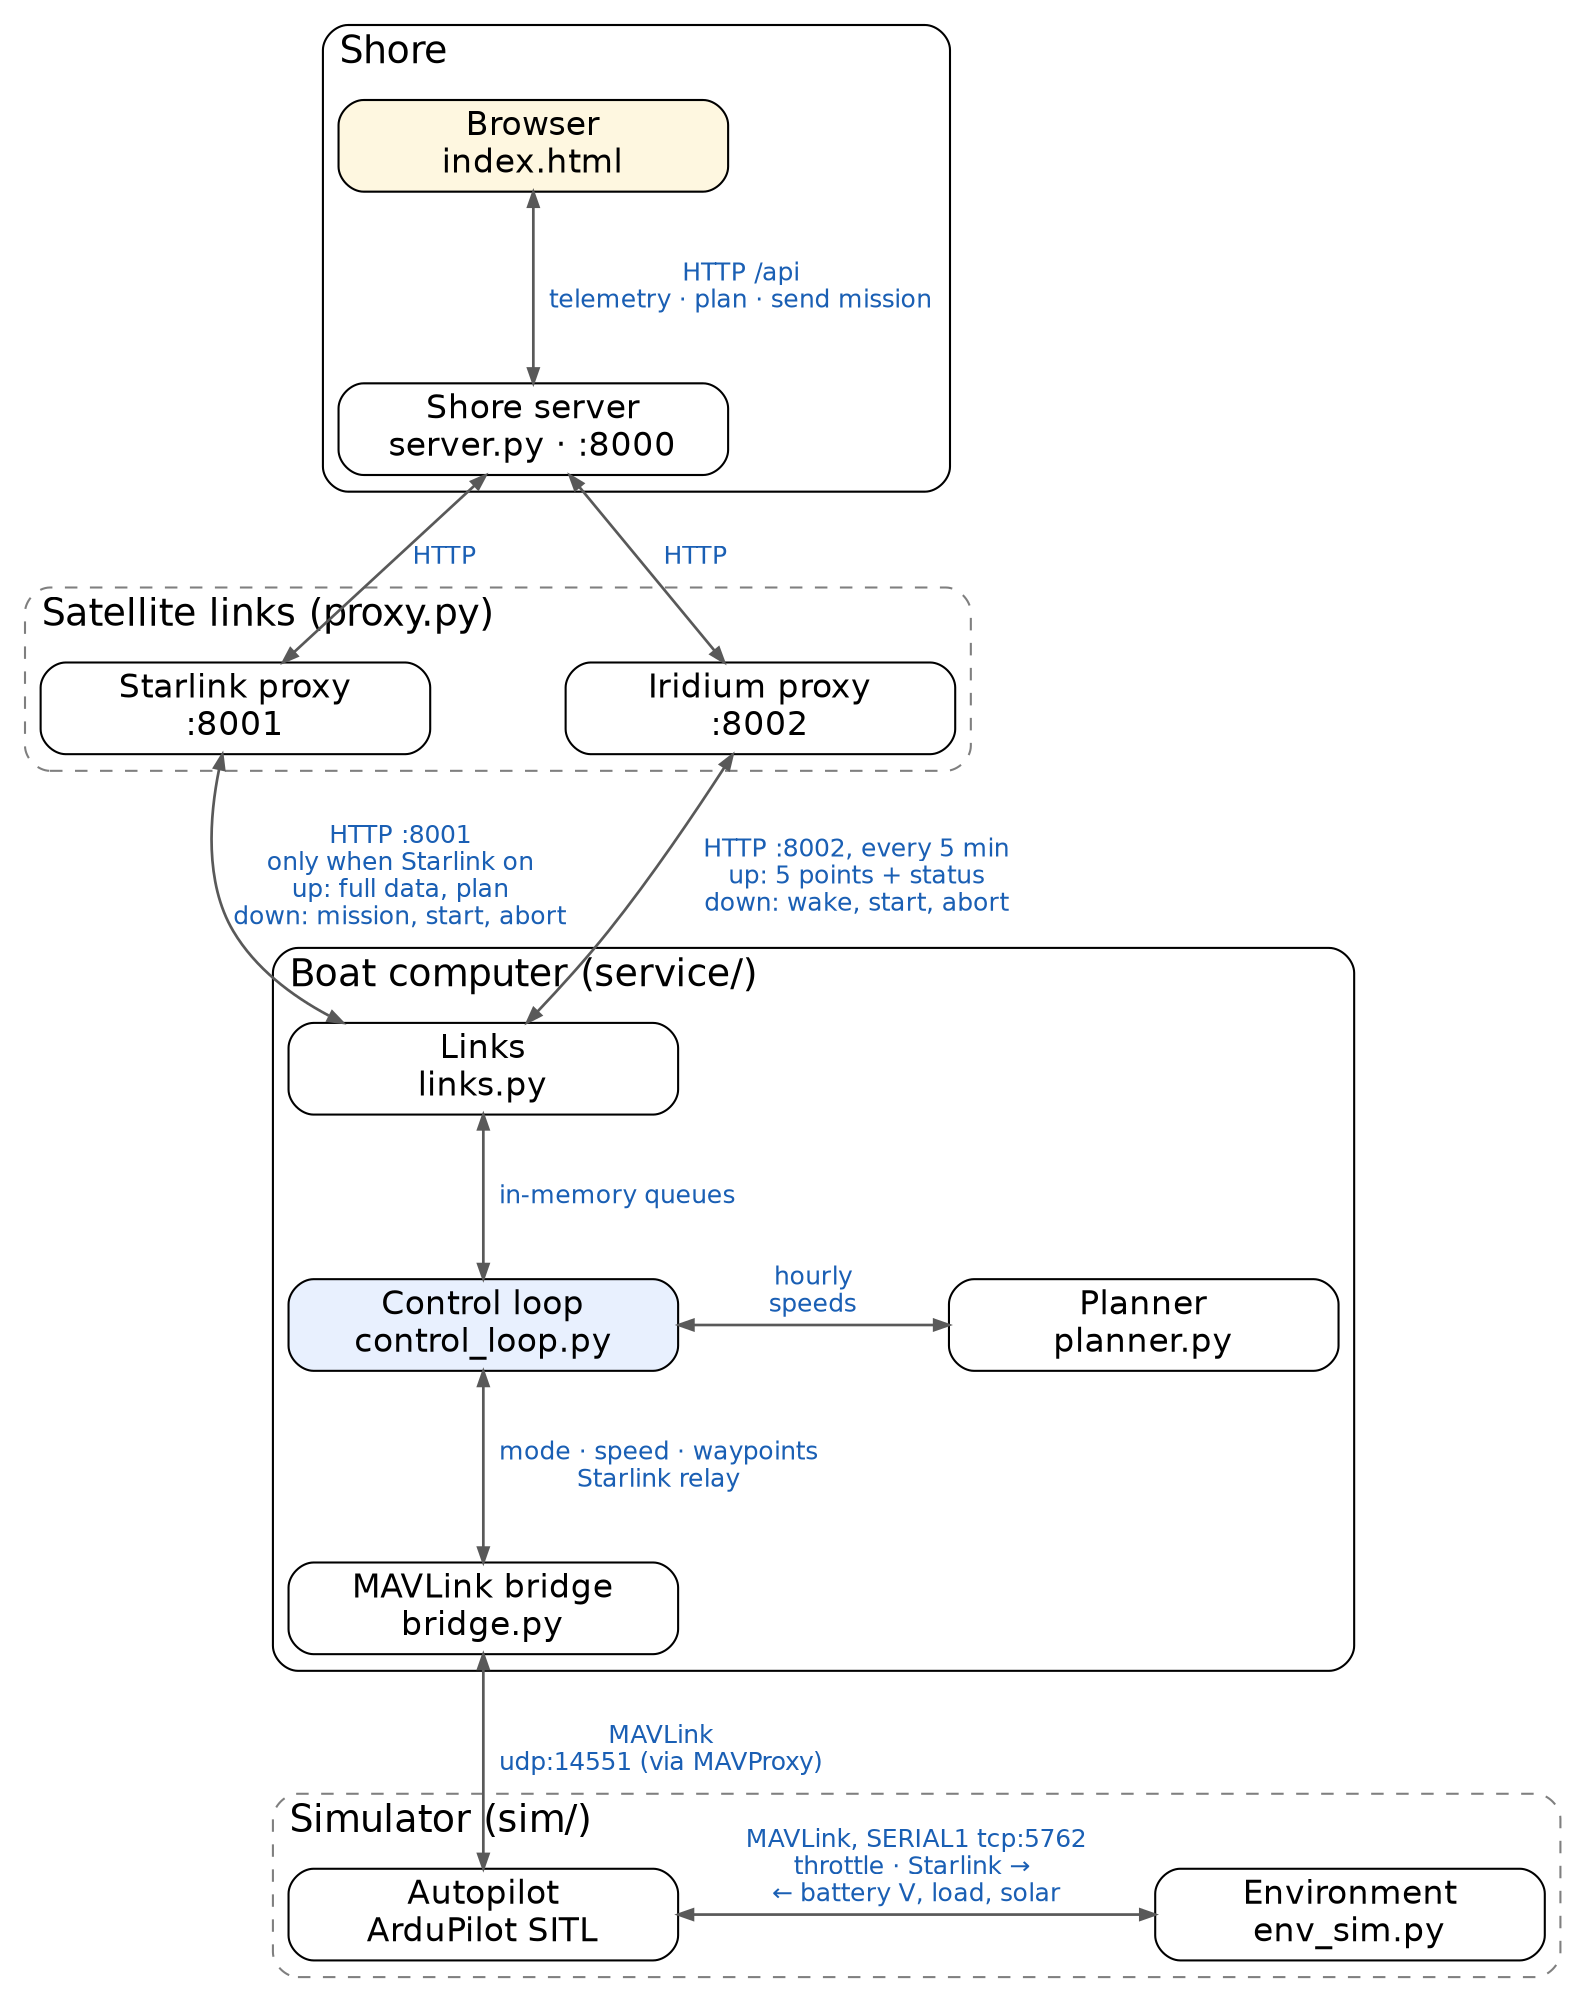 Shore
Browser
index.html
HTTP /api
telemetry · plan · send mission
Shore server
server.py · :8000
HTTP
HTTP
Satellite links (proxy.py)
Starlink proxy
:8001
Iridium proxy
:8002
HTTP :8001
only when Starlink on
up: full data, plan
down: mission, start, abort
HTTP :8002, every 5 min
up: 5 points + status
down: wake, start, abort
Boat computer (service/)
Links
links.py
in-memory queues
Control loop
control_loop.py
hourly
speeds
Planner
planner.py
mode · speed · waypoints
Starlink relay
MAVLink bridge
bridge.py
MAVLink
udp:14551 (via MAVProxy)
Simulator (sim/)
Autopilot
ArduPilot SITL
MAVLink, SERIAL1 tcp:5762
throttle · Starlink →
← battery V, load, solar
Environment
env_sim.py